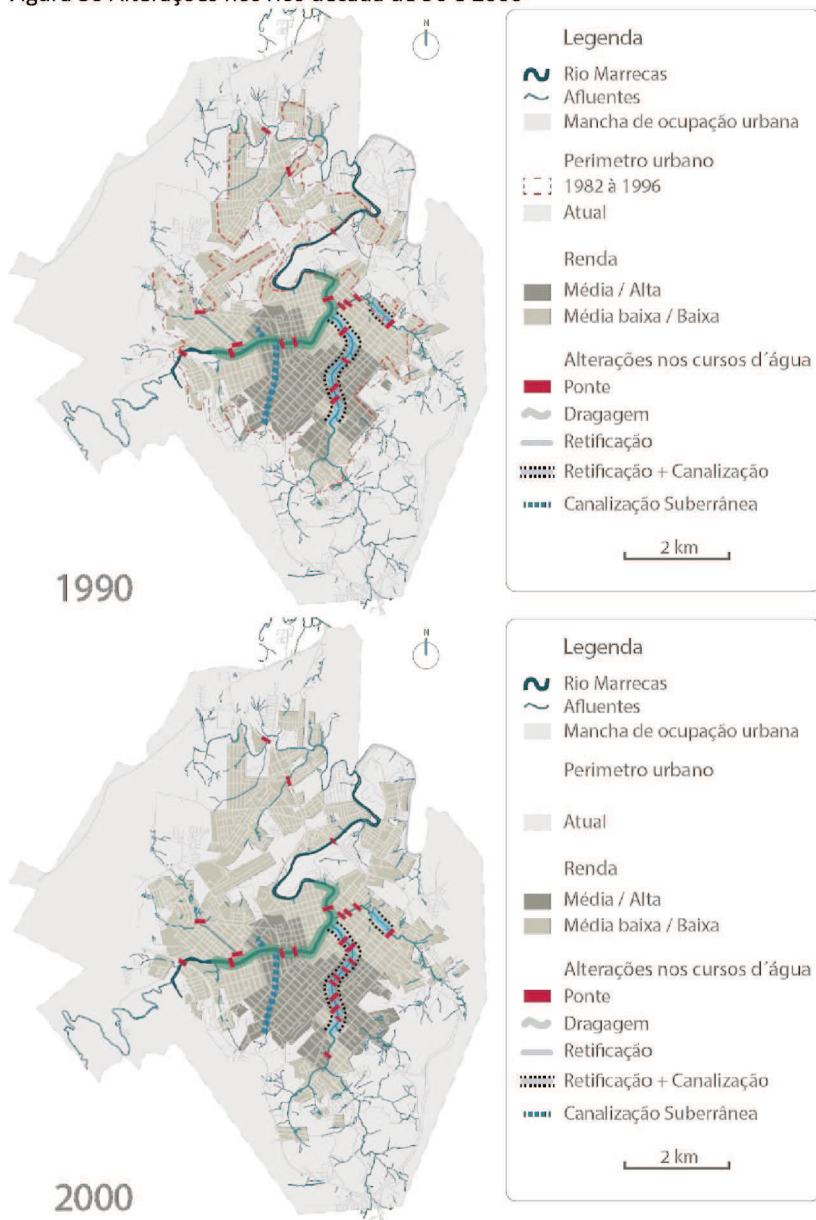 N
Legenda
Rio Marrecas
Afluentes
Mancha de ocupação urbana
Perimetro urbano
1982 à 1996
Atual
Renda
Média / Alta
Média baixa / Baixa
Alterações nos cursos d´água
Ponte
Dragagem
Retificação
Retificação + Canalização
Canalização Suberrânea
2 km
1990
N
Legenda
Rio Marrecas
Afluentes
Mancha de ocupação urbana
Perimetro urbano
Atual
Renda
Média / Alta
Média baixa / Baixa
Alterações nos cursos d´água
Ponte
Dragagem
Retificação
Retificação + Canalização
Canalização Suberrânea
2 km
2000